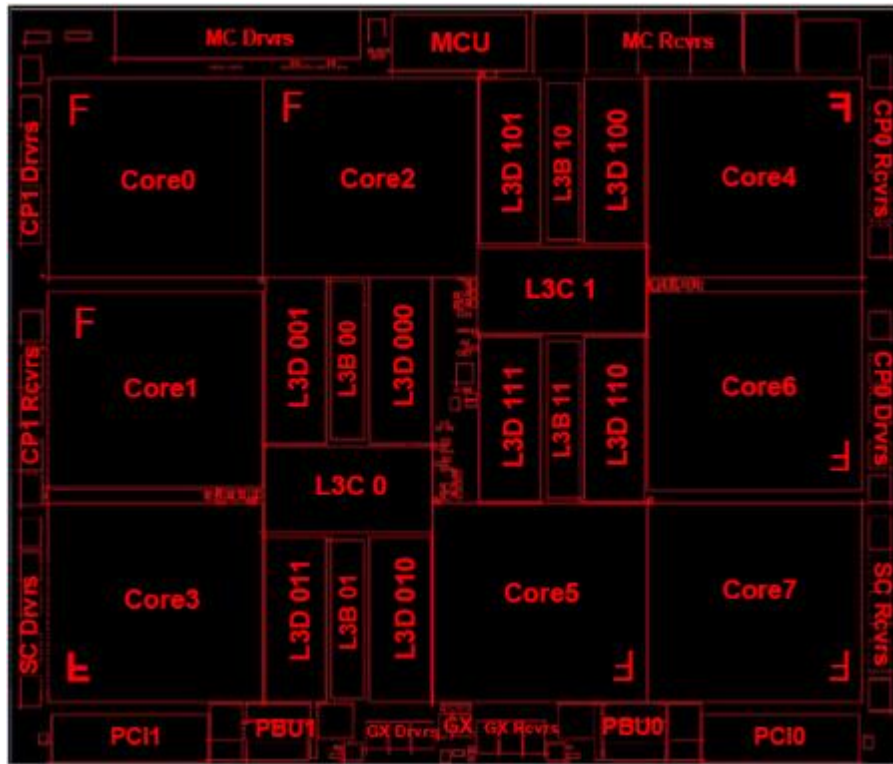 MC Drvrs
MCU
MC Rcvrs
CP1 Drvrs
F
Core0
F
Core2
L3D 101
L3B 10
L3D 100
F
Core4
CP0 Rcvrs
L3C 1
CP1 Rcvrs
F
Core1
L3D 001
L3B 00
L3D 000
L3D 111
L3B 11
L3D 110
Core6
F
CP0 Drvrs
L3C 0
SC Drvrs
Core3
F
L3D 011
L3B 01
L3D 010
Core5
F
Core7
F
SC Rcvrs
PCI1
PBU1
GX Drvrs
GX
GX Rcvrs
PBU0
PCI0